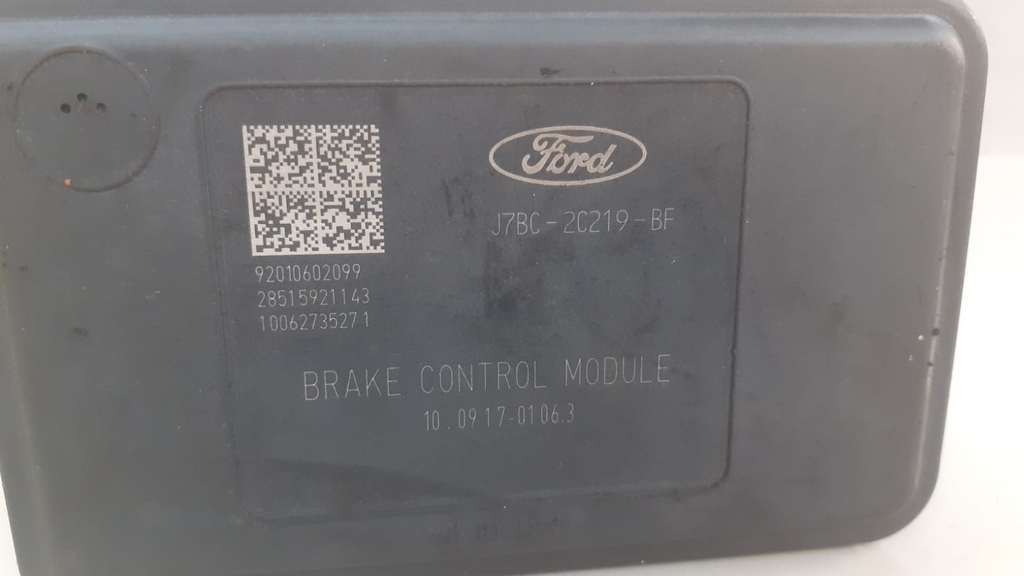 Ford
J7BC-2C219-BF
92010602099
28515921143
10062735271
BRAKE CONTROL MODULE
10.0917-0106.3